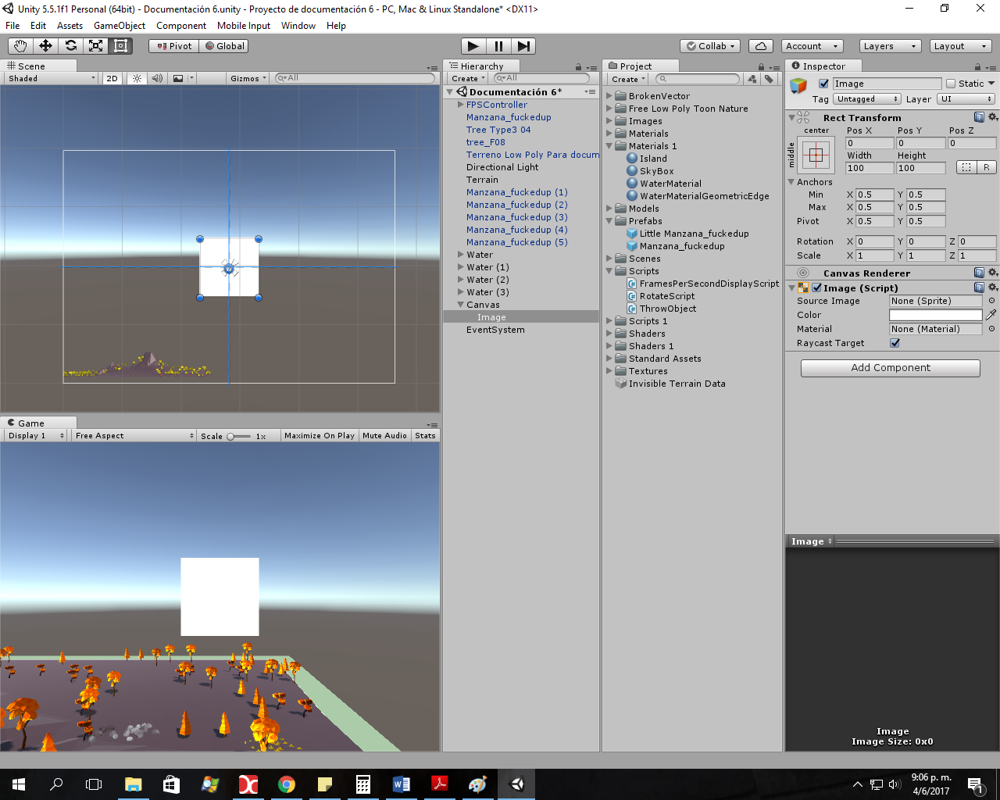 Unity 5.5.1f1 Personal (64bit) - Documentación 6.unity - Proyecto de documentación 6 - PC, Mac & Linux Standalone* <DX11>
File Edit Assets GameObject Component Mobile Input Window Help
Pivot Global Collab Account Layers Layout
Scene
Shaded 2D Gizmos All
Hierarchy
Create All
Documentación 6*
FPSController
Manzana_fuckedup
Tree Type3 04
tree_F08
Terreno Low Poly Para docum
Directional Light
Terrain
Manzana_fuckedup (1)
Manzana_fuckedup (2)
Manzana_fuckedup (3)
Manzana_fuckedup (4)
Manzana_fuckedup (5)
Water
Water (1)
Water (2)
Water (3)
Canvas
Image
EventSystem
Project
Create
BrokenVector
Free Low Poly Toon Nature
Images
Materials
Materials 1
Island
SkyBox
WaterMaterial
WaterMaterialGeometricEdge
Models
Prefabs
Little Manzana_fuckedup
Manzana_fuckedup
Scenes
Scripts
FramesPerSecondDisplayScript
RotateScript
ThrowObject
Scripts 1
Shaders
Shaders 1
Standard Assets
Textures
Invisible Terrain Data
Inspector
Image Static
Tag Untagged Layer UI
Rect Transform
center Pos X Pos Y Pos Z
middle 0 0 0
Width Height
100 100 R
Anchors
Min X 0.5 Y 0.5
Max X 0.5 Y 0.5
Pivot X 0.5 Y 0.5
Rotation X 0 Y 0 Z 0
Scale X 1 Y 1 Z 1
Canvas Renderer
Image (Script)
Source Image None (Sprite)
Color
Material None (Material)
Raycast Target
Add Component
Image
Image
Image Size: 0x0
Game
Display 1 Free Aspect Scale 1x Maximize On Play Mute Audio Stats
9:06 p. m.
4/6/2017
1